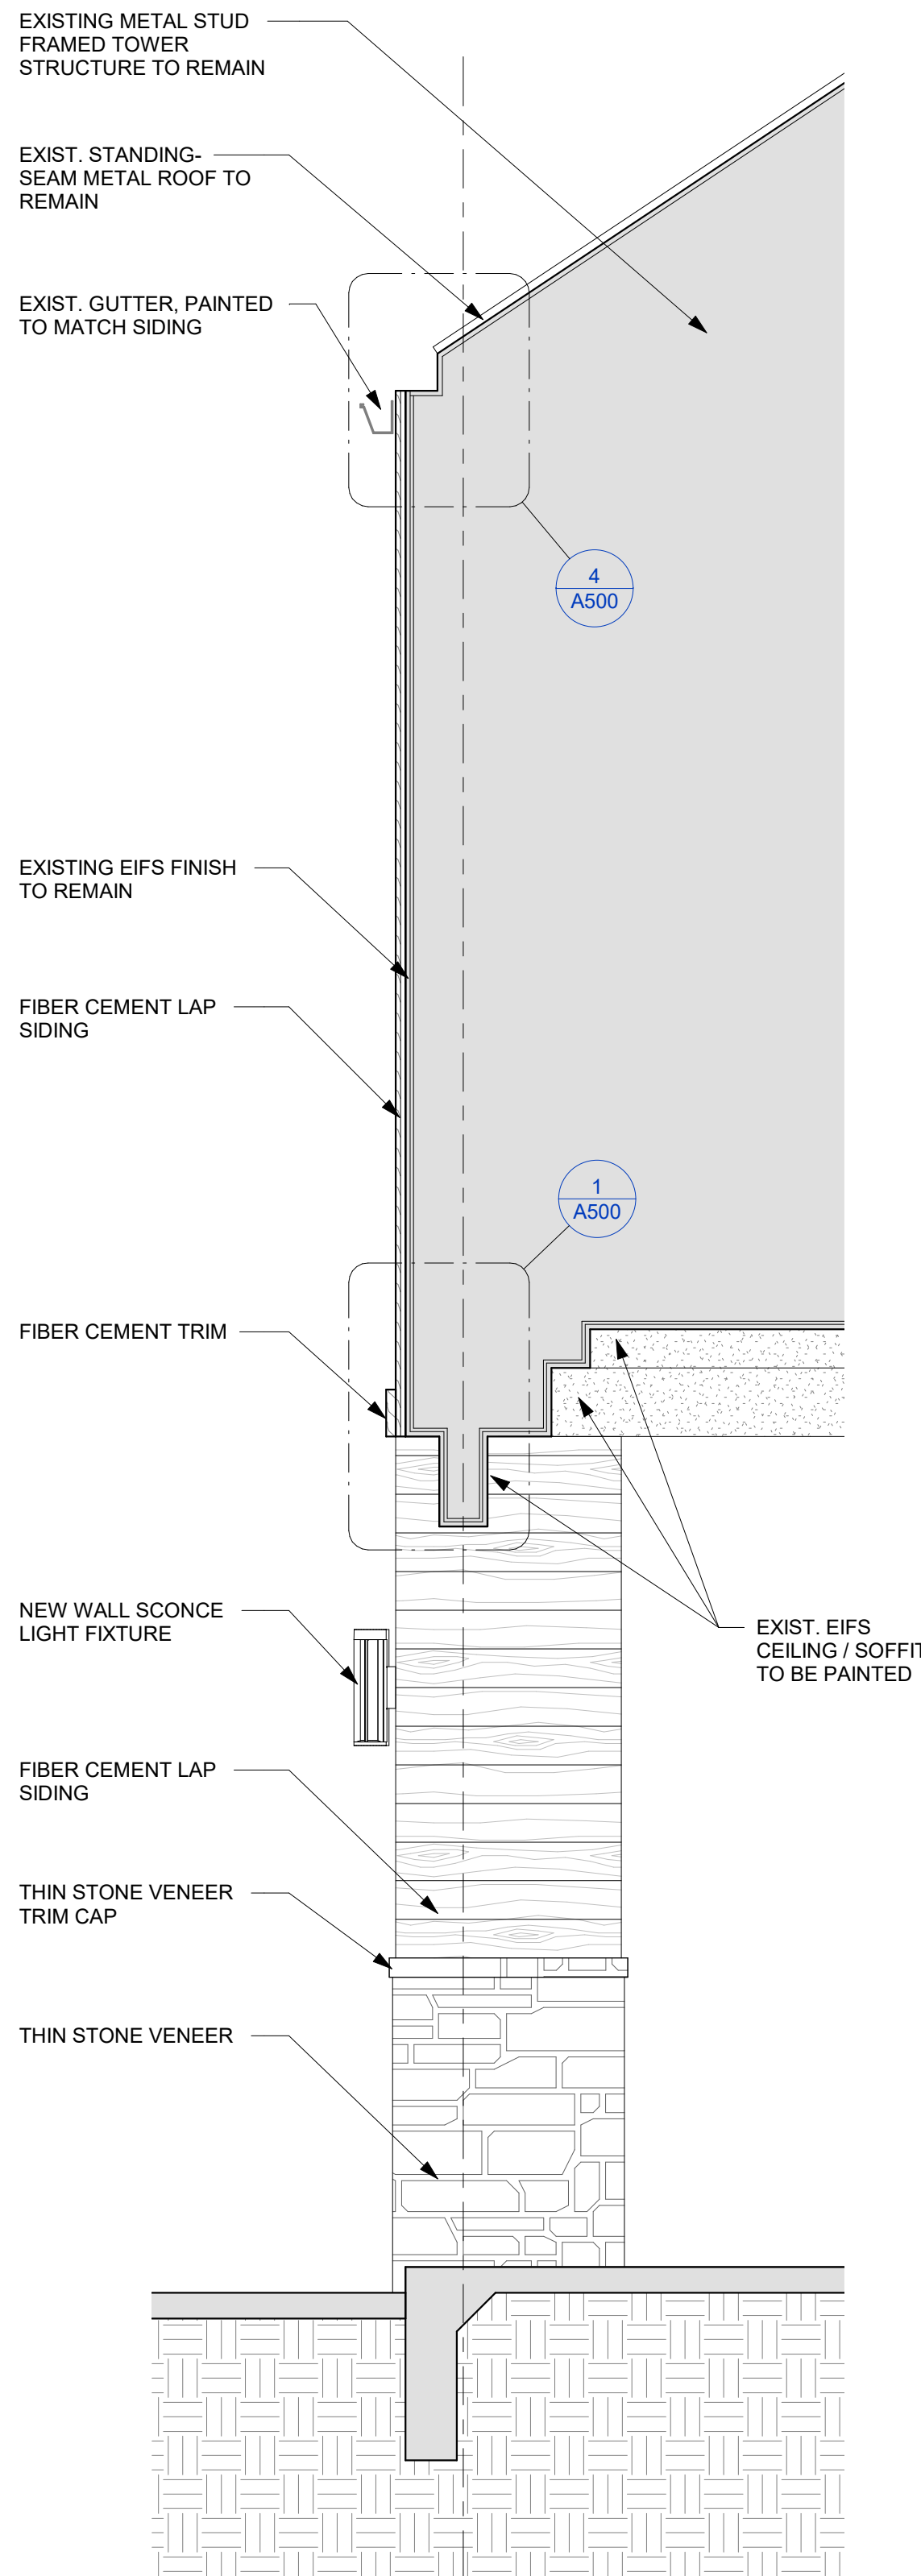 EXISTING METAL STUD
FRAMED TOWER
STRUCTURE TO REMAIN
EXIST. STANDING-
SEAM METAL ROOF TO
REMAIN
EXIST. GUTTER, PAINTED
TO MATCH SIDING
4
A500
EXISTING EIFS FINISH
TO REMAIN
FIBER CEMENT LAP
SIDING
1
A500
FIBER CEMENT TRIM
NEW WALL SCONCE
LIGHT FIXTURE
EXIST. EIFS
CEILING / SOFFIT
TO BE PAINTED
FIBER CEMENT LAP
SIDING
THIN STONE VENEER
TRIM CAP
THIN STONE VENEER